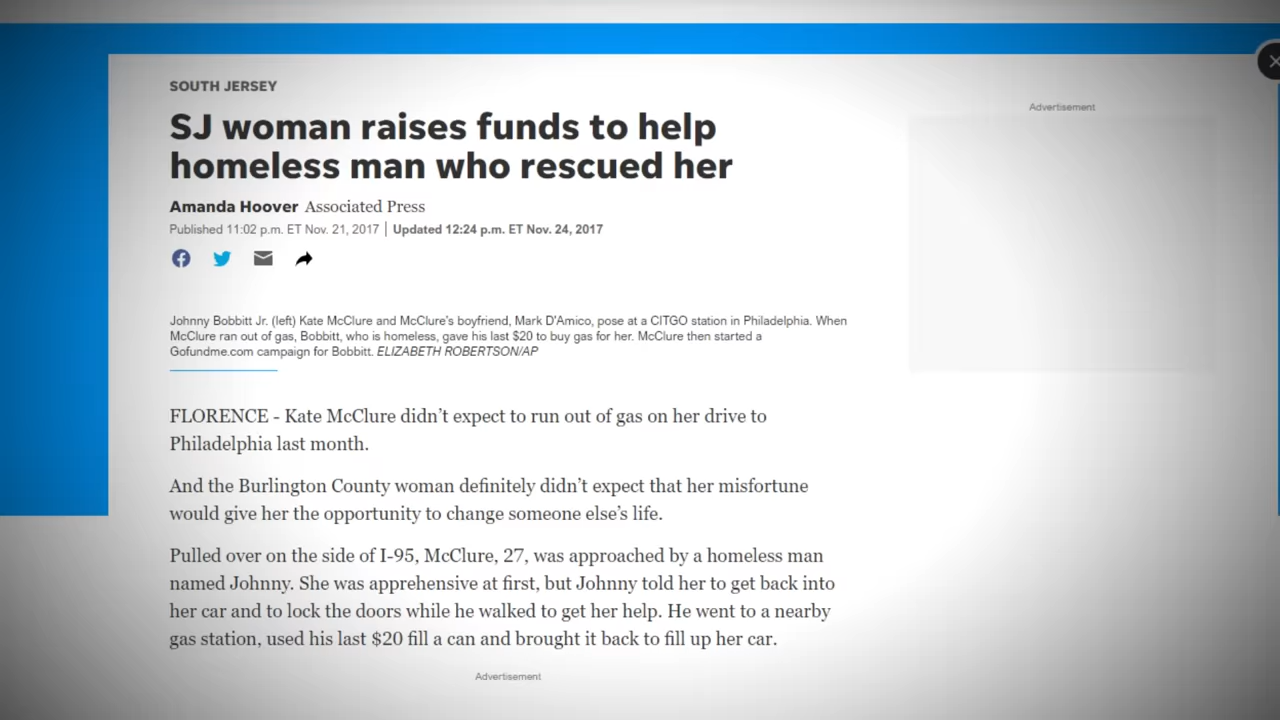 SOUTH JERSEY
Advertisement
SJ woman raises funds to help
homeless man who rescued her
Amanda Hoover Associated Press
Published 11:02 p.m. ET Nov. 21, 2017 | Updated 12:24 p.m. ET Nov. 24, 2017
Johnny Bobbitt Jr. (left) Kate McClure and McClure's boyfriend, Mark D'Amico, pose at a CITGO station in Philadelphia. When
McClure ran out of gas, Bobbitt, who is homeless, gave his last $20 to buy gas for her. McClure then started a
Gofundme.com campaign for Bobbitt. ELIZABETH ROBERTSON/AP
FLORENCE - Kate McClure didn’t expect to run out of gas on her drive to
Philadelphia last month.
And the Burlington County woman definitely didn’t expect that her misfortune
would give her the opportunity to change someone else’s life.
Pulled over on the side of I-95, McClure, 27, was approached by a homeless man
named Johnny. She was apprehensive at first, but Johnny told her to get back into
her car and to lock the doors while he walked to get her help. He went to a nearby
gas station, used his last $20 fill a can and brought it back to fill up her car.
Advertisement